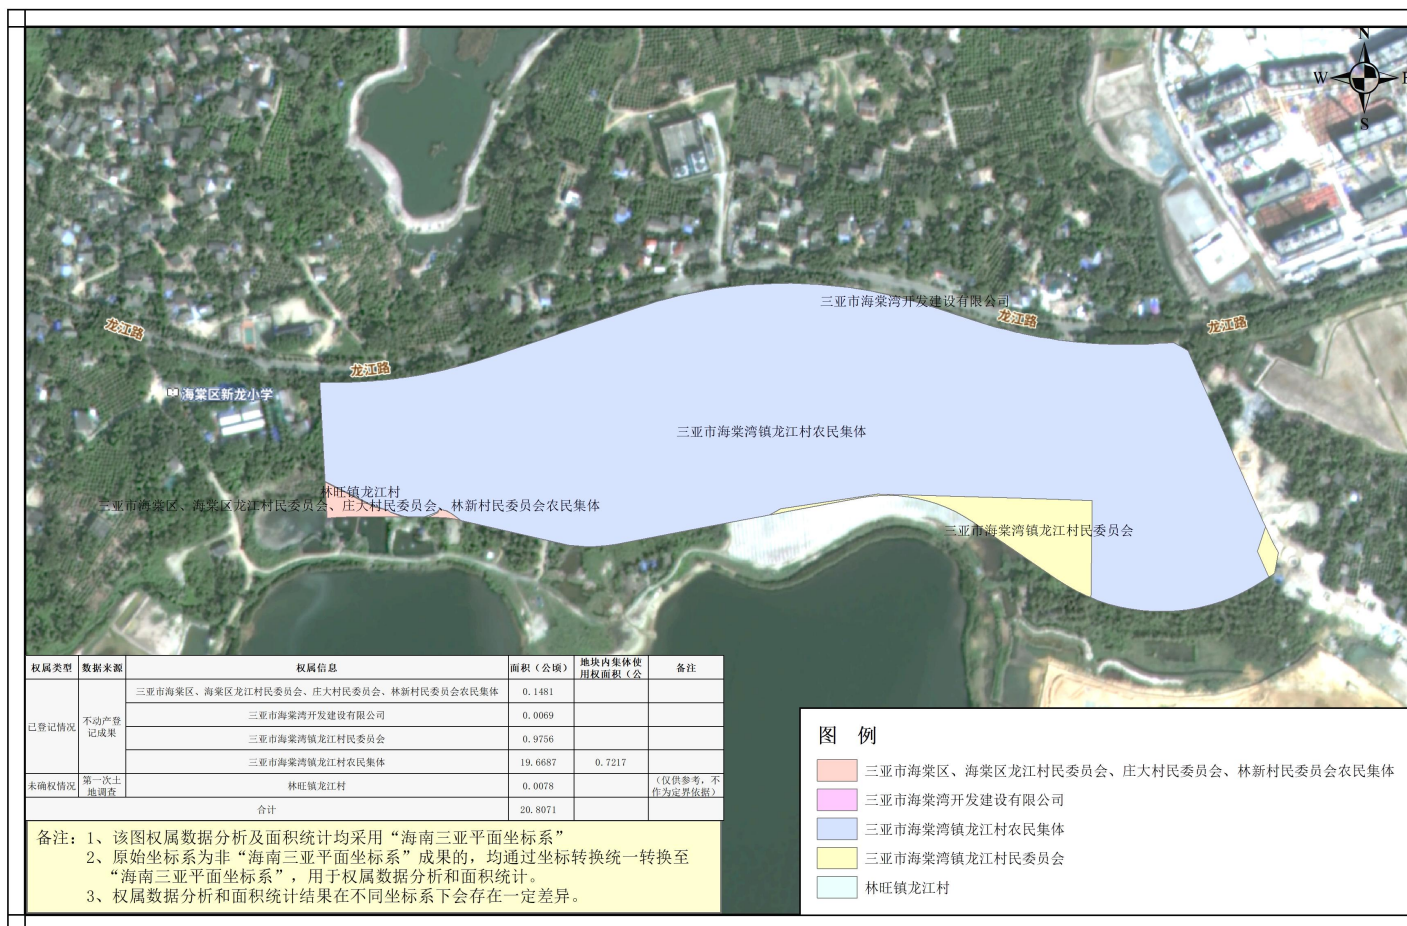 N
W
E
S
三亚市海棠湾开发建设有限公司
龙江路
龙江路
龙江路
龙江路
海棠区新龙小学
三亚市海棠湾镇龙江村农民集体
林旺镇龙江村
三亚市海棠区、海棠区龙江村民委员会、庄大村民委员会、林新村民委员会农民集体
三亚市海棠湾镇龙江村民委员会
权属类型 数据来源 权属信息 面积（公顷） 地块内集体使用权面积（公 备注
已登记情况 不动产登记成果 三亚市海棠区、海棠区龙江村民委员会、庄大村民委员会、林新村民委员会农民集体 0.1481
三亚市海棠湾开发建设有限公司 0.0069
三亚市海棠湾镇龙江村民委员会 0.9756
三亚市海棠湾镇龙江村农民集体 19.6687 0.7217
未确权情况 第一次土地调查 林旺镇龙江村 0.0078 （仅供参考，不作为定界依据）
合计 20.8071
备注：1、该图权属数据分析及面积统计均采用“海南三亚平面坐标系”
2、原始坐标系为非“海南三亚平面坐标系”成果的，均通过坐标转换统一转换至
“海南三亚平面坐标系”，用于权属数据分析和面积统计。
3、权属数据分析和面积统计结果在不同坐标系下会存在一定差异。
图 例
三亚市海棠区、海棠区龙江村民委员会、庄大村民委员会、林新村民委员会农民集体
三亚市海棠湾开发建设有限公司
三亚市海棠湾镇龙江村农民集体
三亚市海棠湾镇龙江村民委员会
林旺镇龙江村